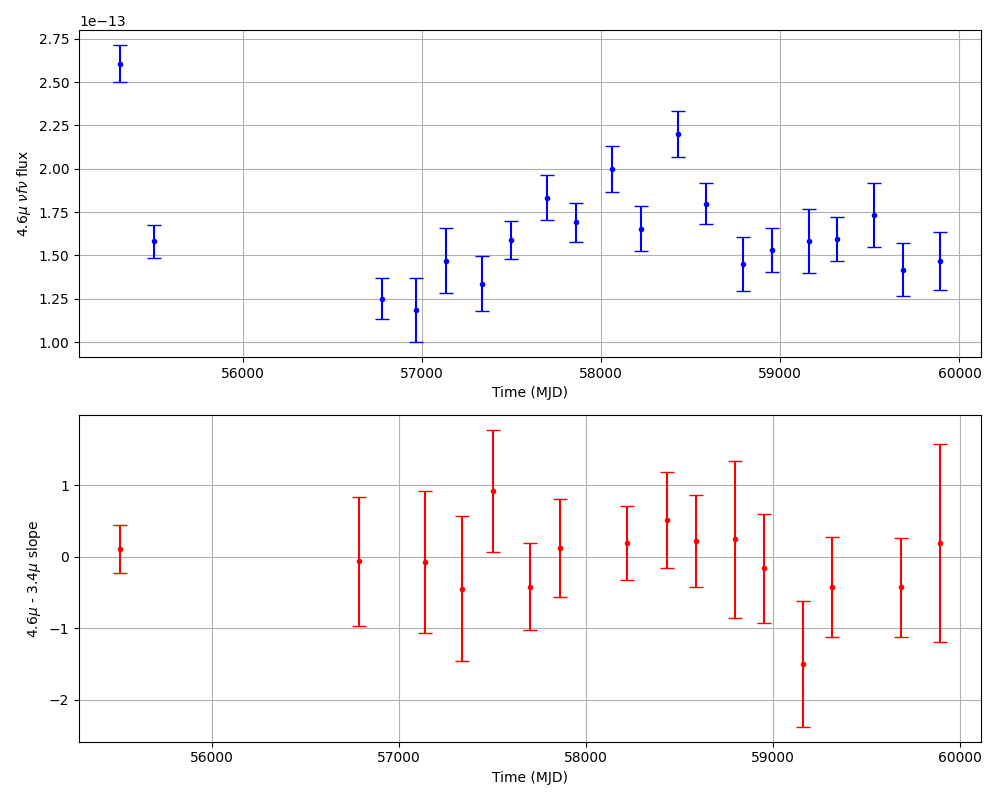 1e−13
2.75
2.50
2.25
2.00
1.75
1.50
1.25
1.00
4.6μ νfν flux
56000 57000 58000 59000 60000
Time (MJD)
1
0
−1
−2
4.6μ - 3.4μ slope
56000 57000 58000 59000 60000
Time (MJD)